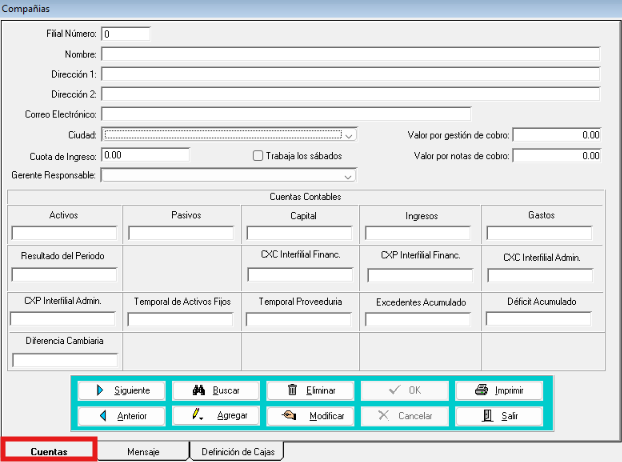 Compañias
Filial Número: 0
Nombre:
Dirección 1:
Dirección 2:
Correo Electrónico:
Ciudad: Valor por gestión de cobro: 0.00
Cuota de Ingreso: 0.00 Trabaja los sábados Valor por notas de cobro: 0.00
Gerente Responsable:
Cuentas Contables
Activos Pasivos Capital Ingresos Gastos
Resultado del Periodo CXC Interfilial Financ. CXP Interfilial Financ. CXC Interfilial Admin.
CXP Interfilial Admin. Temporal de Activos Fijos Temporal Proveeduria Excedentes Acumulado Déficit Acumulado
Diferencia Cambiaria
Siguiente Buscar Eliminar OK Imprimir
Anterior Agregar Modificar Cancelar Salir
Cuentas Mensaje Definición de Cajas